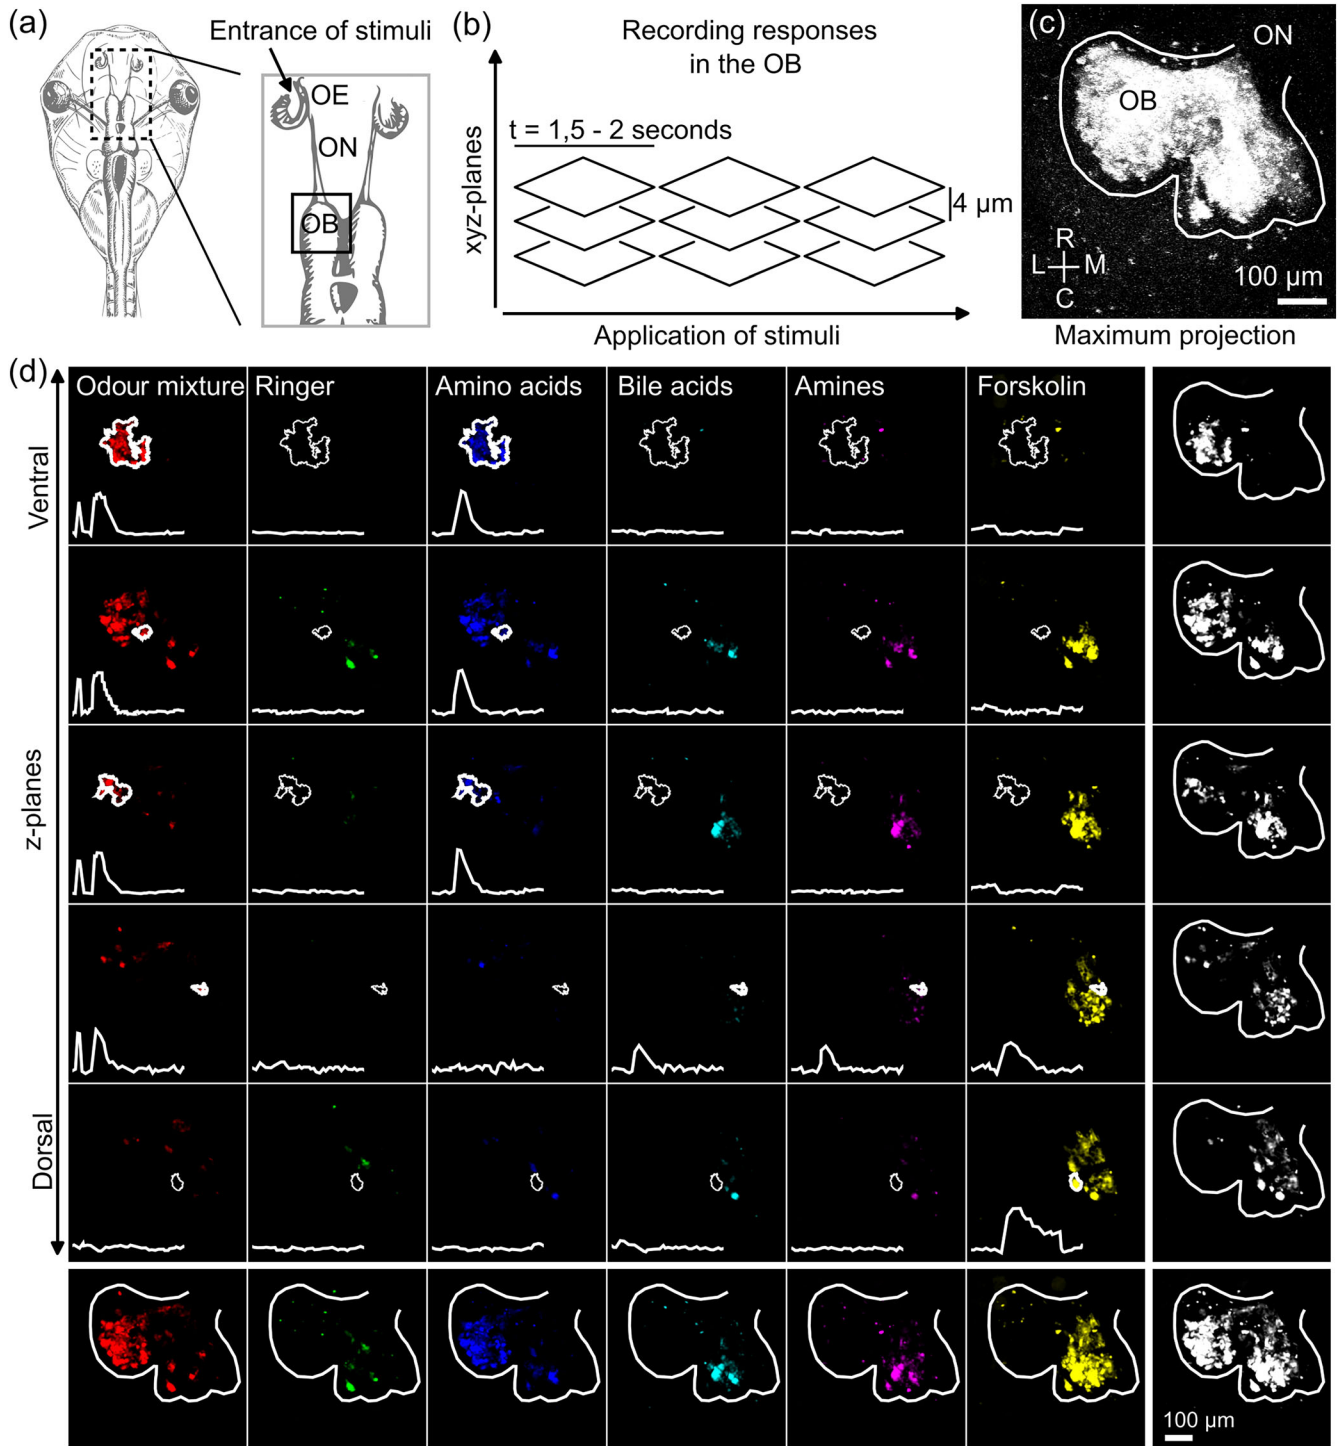 (a)
Entrance of stimuli
OE
ON
OB
(b)
Recording responses
in the OB
t = 1,5 - 2 seconds
xyz-planes
4 µm
Application of stimuli
(c)
ON
OB
R
L M
C
100 µm
Maximum projection
(d)
Odour mixture
Ringer
Amino acids
Bile acids
Amines
Forskolin
Ventral
z-planes
Dorsal
100 µm